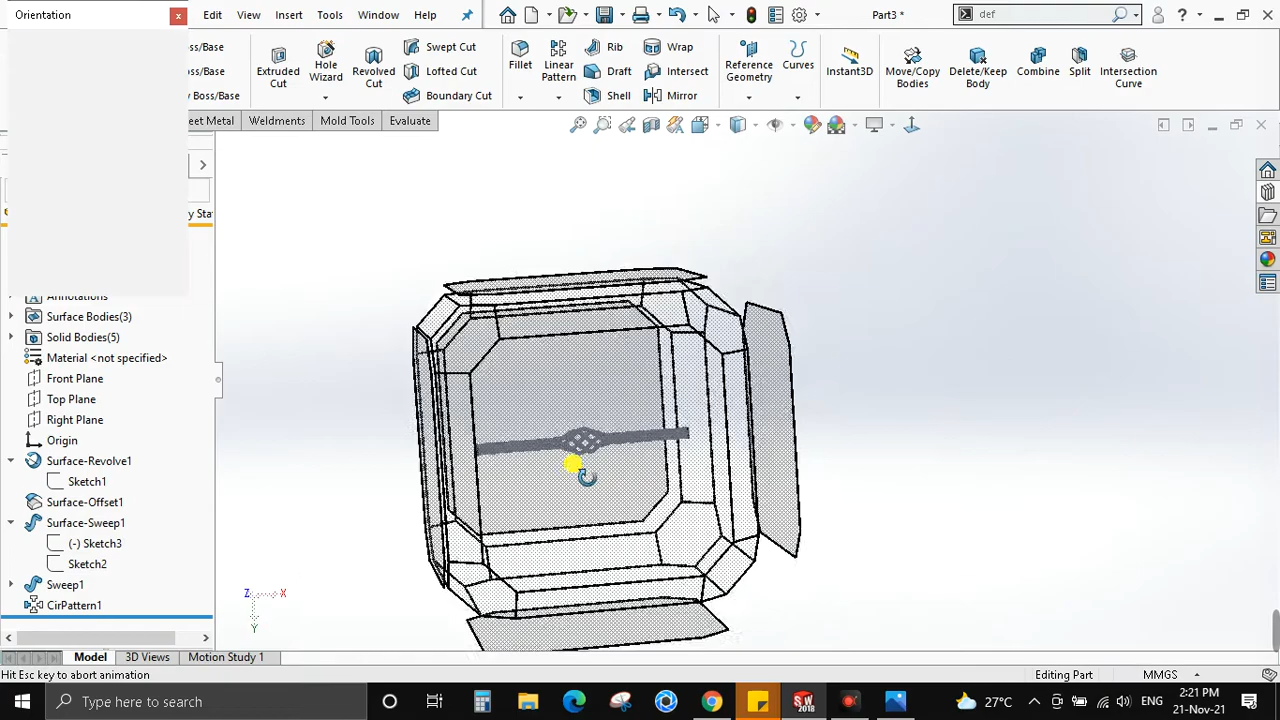 Orientation
Edit View Insert Tools Window Help
Part3 *
def
ss/Base
ss/Base
y Boss/Base
Extruded Cut
Hole Wizard
Revolved Cut
Swept Cut
Lofted Cut
Boundary Cut
Fillet
Linear Pattern
Rib
Draft
Shell
Wrap
Intersect
Mirror
Reference Geometry
Curves
Instant3D
Move/Copy Bodies
Delete/Keep Body
Combine
Split
Intersection Curve
eet Metal
Weldments
Mold Tools
Evaluate
y Sta
Annotations
Surface Bodies(3)
Solid Bodies(5)
Material <not specified>
Front Plane
Top Plane
Right Plane
Origin
Surface-Revolve1
Sketch1
Surface-Offset1
Surface-Sweep1
(-) Sketch3
Sketch2
Sweep1
CirPattern1
Z X
Y
Model 3D Views Motion Study 1
Hit Esc key to abort animation
Editing Part
MMGS
Type here to search
SW
2018
27°C
ENG
2:21 PM
21-Nov-21